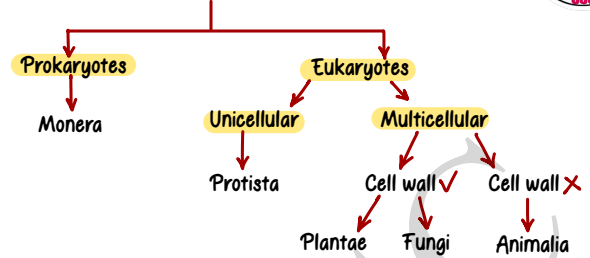 Prokaryotes
Eukaryotes
Monera
Unicellular
Multicellular
Protista
Cell wall ✓
Cell wall ✗
Plantae
Fungi
Animalia